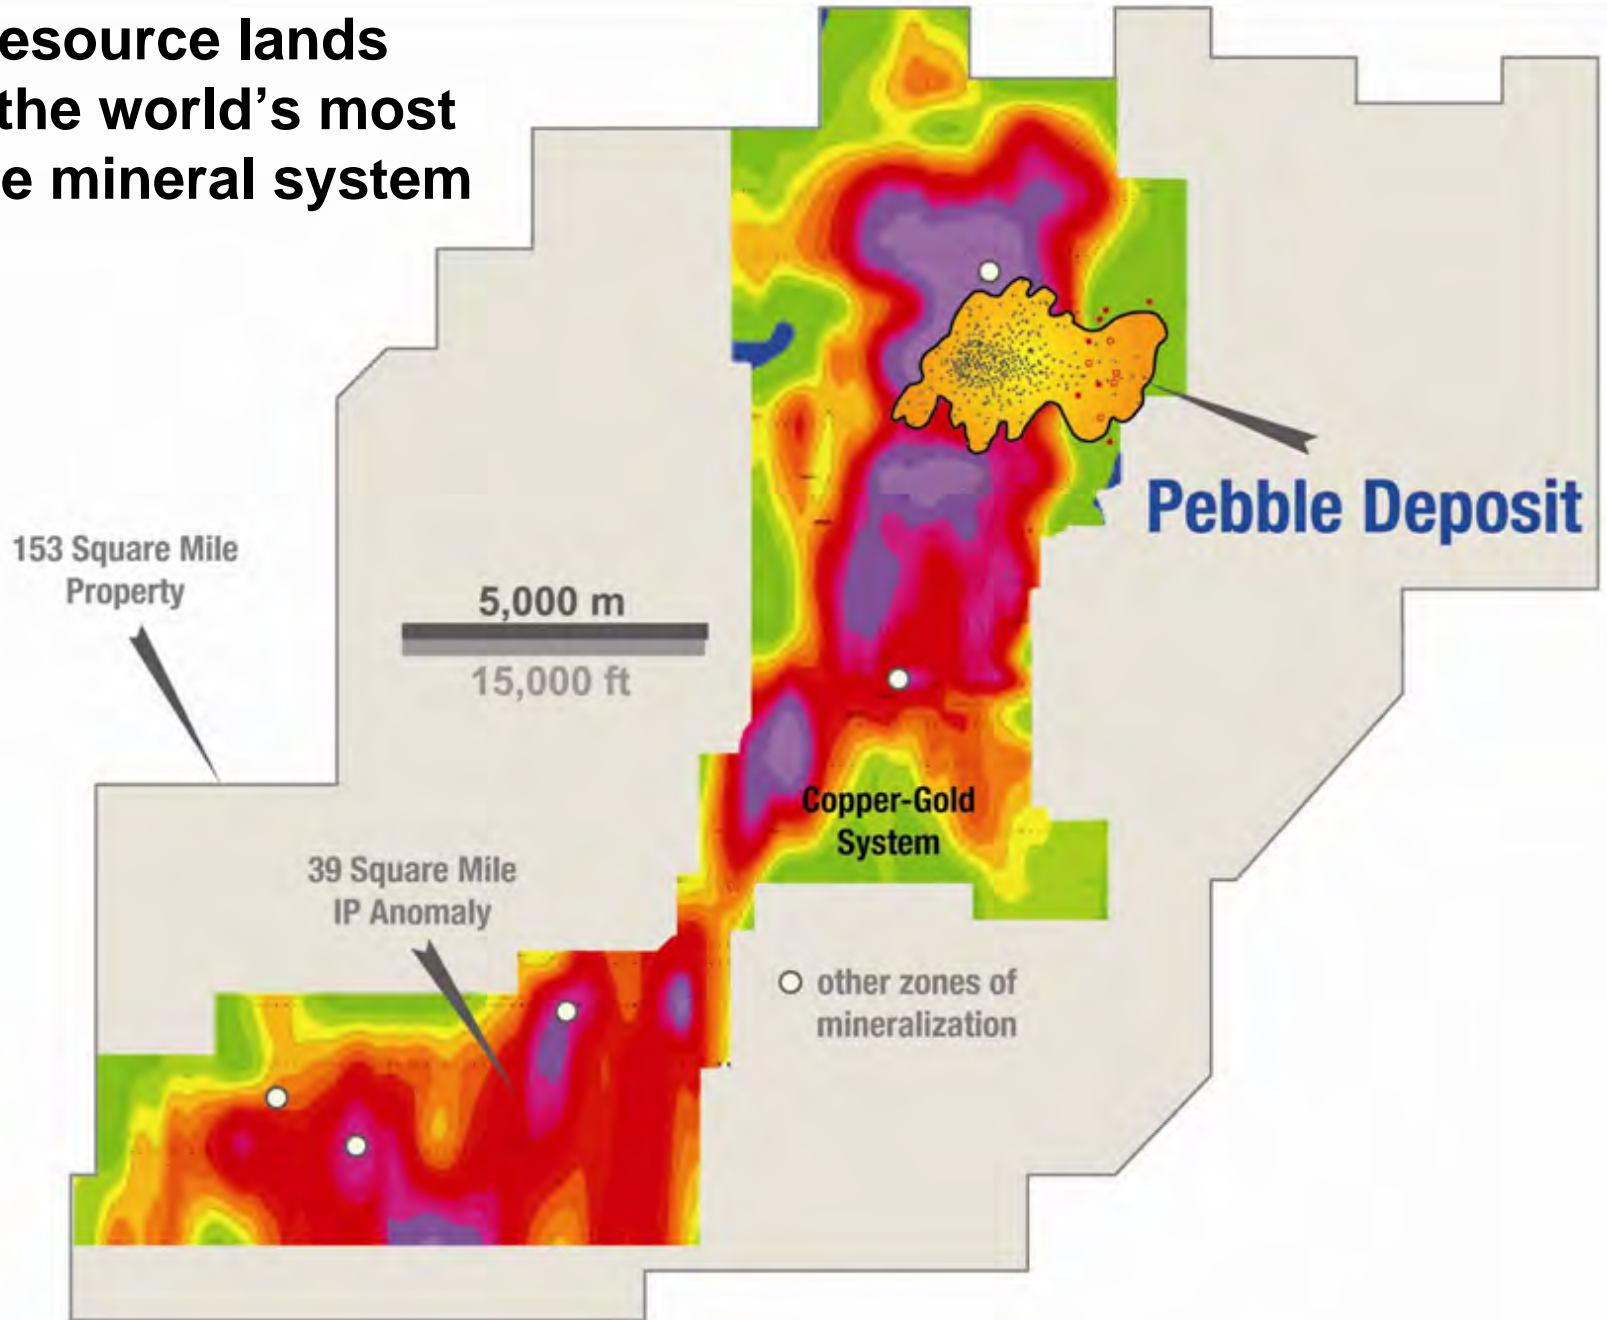 esource lands
the world’s most
e mineral system
Pebble Deposit
153 Square Mile
Property
5,000 m
15,000 ft
Copper-Gold
System
39 Square Mile
IP Anomaly
other zones of
mineralization